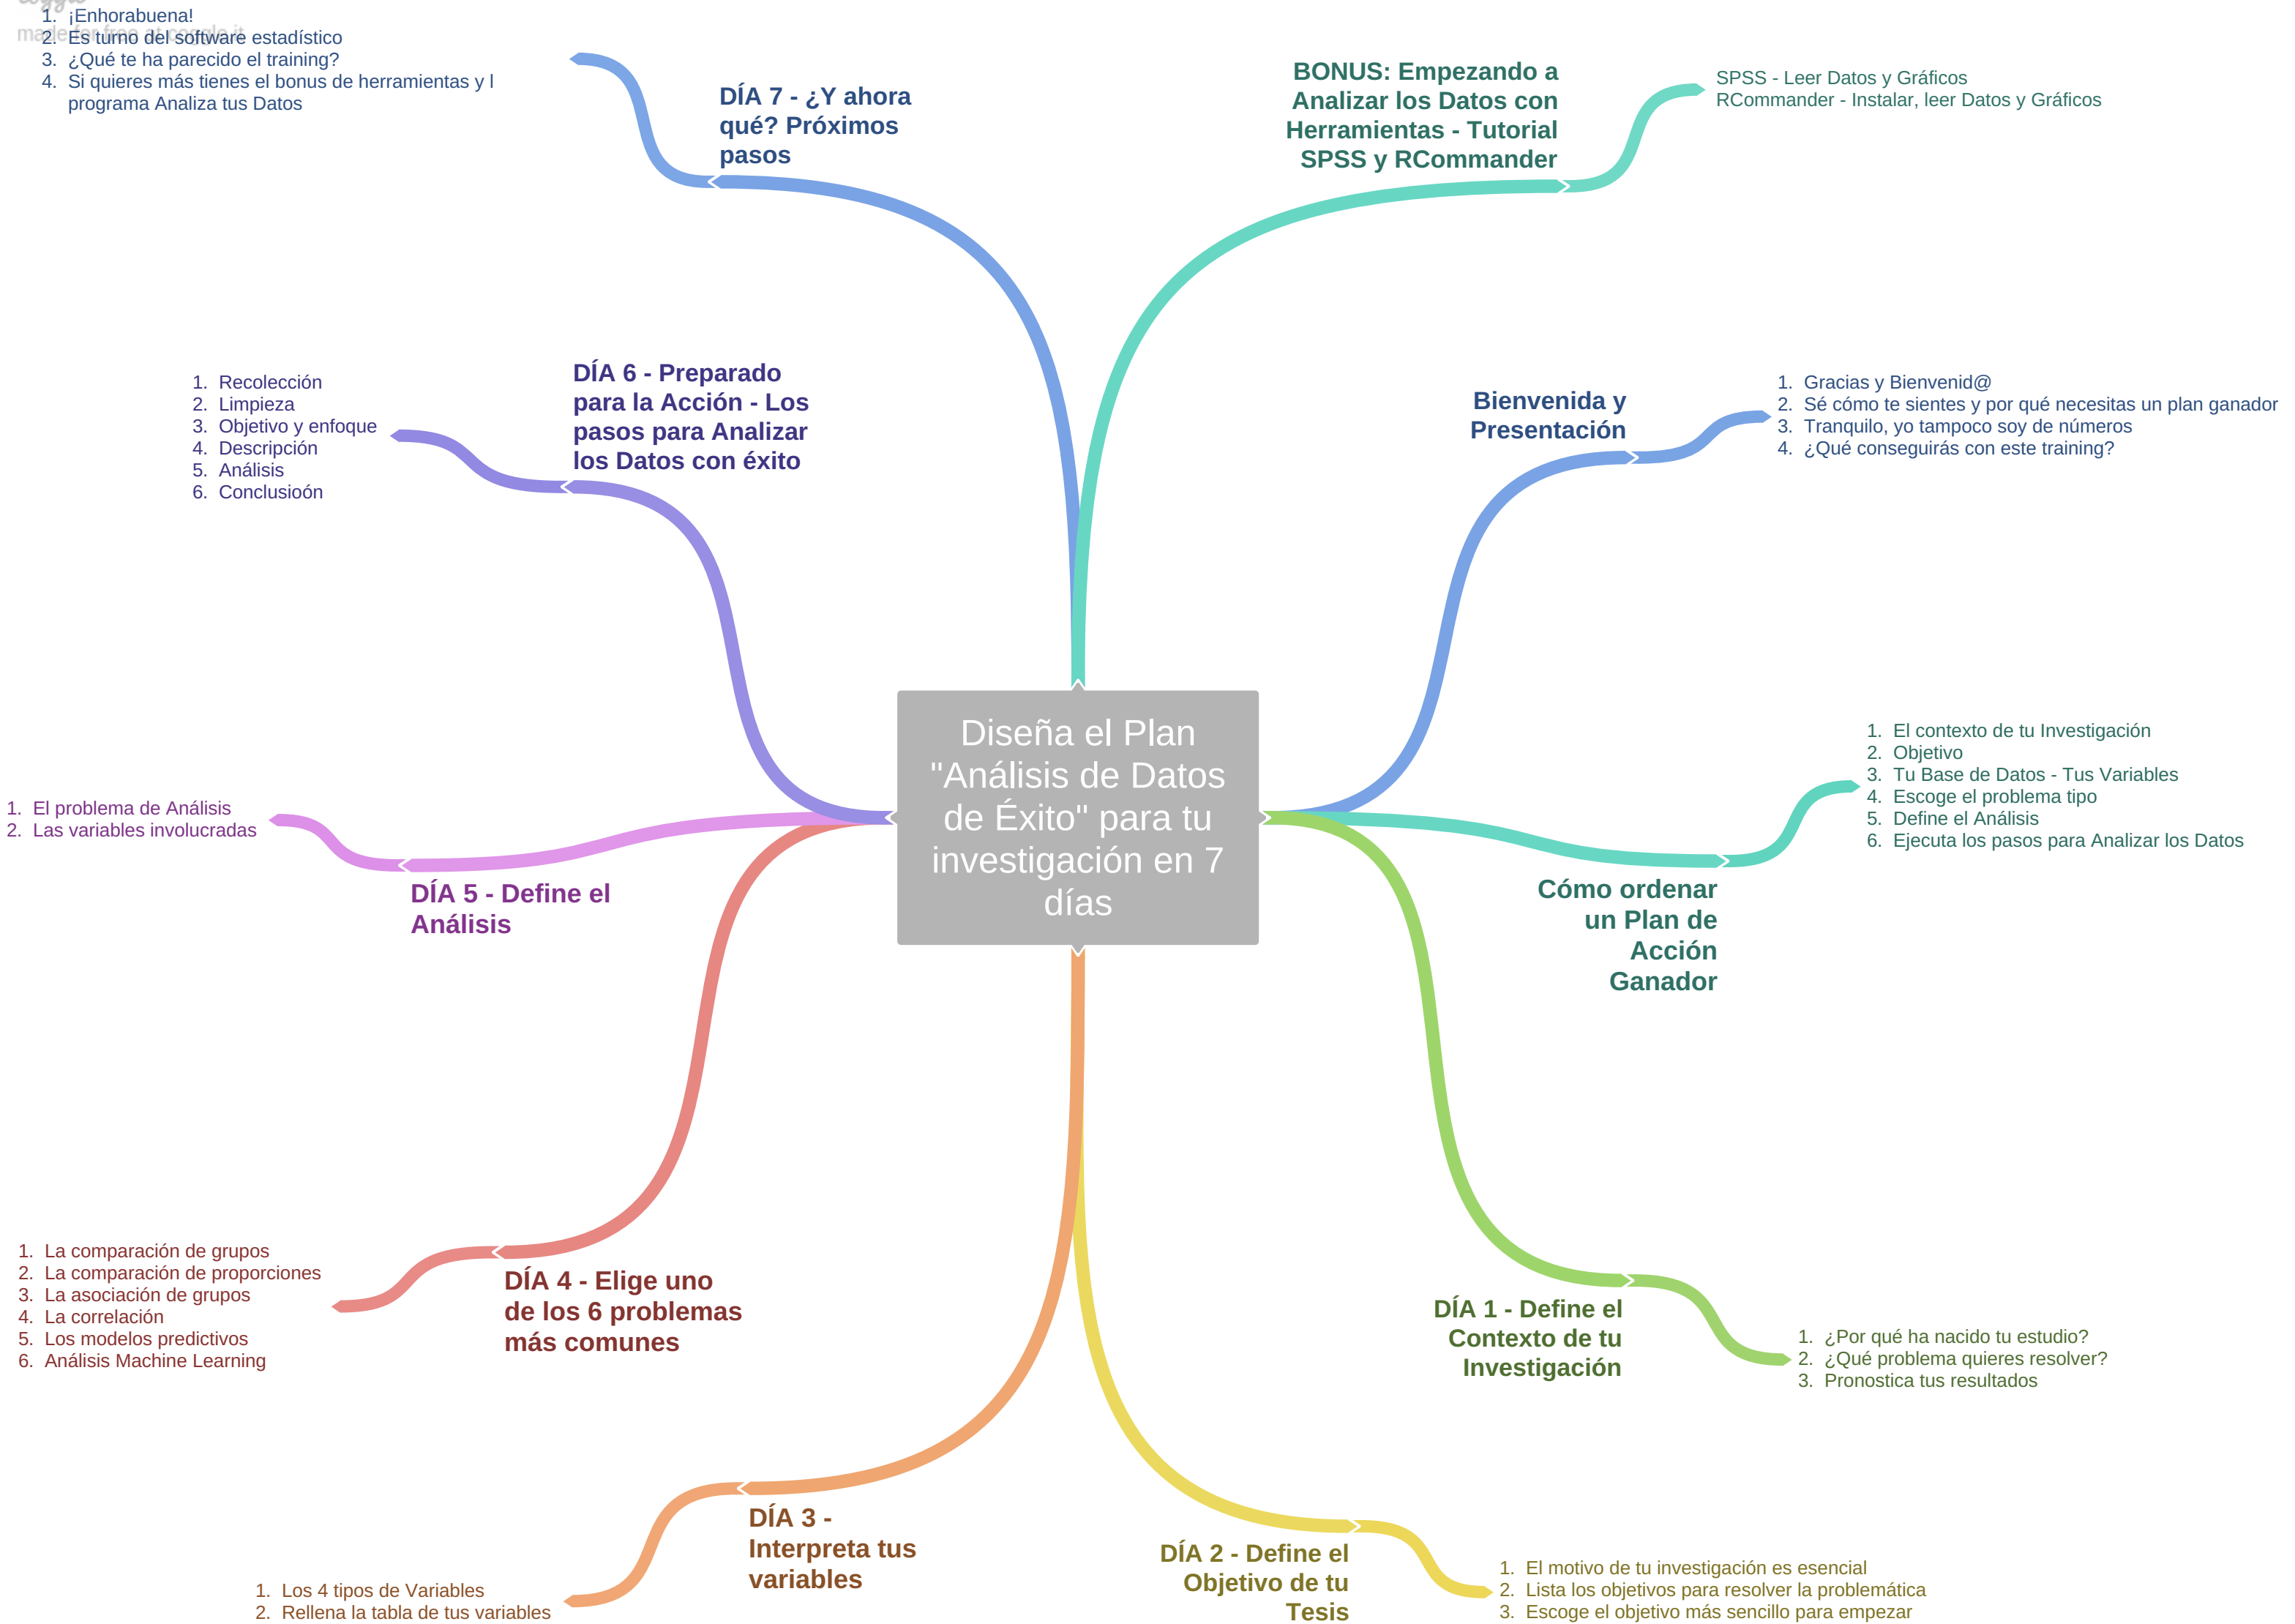 coggle
made for free at coggle.it
1. ¡Enhorabuena!
2. Es turno del software estadístico
3. ¿Qué te ha parecido el training?
4. Si quieres más tienes el bonus de herramientas y l
programa Analiza tus Datos
DÍA 7 - ¿Y ahora
qué? Próximos
pasos
BONUS: Empezando a
Analizar los Datos con
Herramientas - Tutorial
SPSS y RCommander
SPSS - Leer Datos y Gráficos
RCommander - Instalar, leer Datos y Gráficos
1. Recolección
2. Limpieza
3. Objetivo y enfoque
4. Descripción
5. Análisis
6. Conclusioón
DÍA 6 - Preparado
para la Acción - Los
pasos para Analizar
los Datos con éxito
Bienvenida y
Presentación
1. Gracias y Bienvenid@
2. Sé cómo te sientes y por qué necesitas un plan ganador
3. Tranquilo, yo tampoco soy de números
4. ¿Qué conseguirás con este training?
Diseña el Plan
"Análisis de Datos
de Éxito" para tu
investigación en 7
días
1. El problema de Análisis
2. Las variables involucradas
DÍA 5 - Define el
Análisis
Cómo ordenar
un Plan de
Acción
Ganador
1. El contexto de tu Investigación
2. Objetivo
3. Tu Base de Datos - Tus Variables
4. Escoge el problema tipo
5. Define el Análisis
6. Ejecuta los pasos para Analizar los Datos
1. La comparación de grupos
2. La comparación de proporciones
3. La asociación de grupos
4. La correlación
5. Los modelos predictivos
6. Análisis Machine Learning
DÍA 4 - Elige uno
de los 6 problemas
más comunes
DÍA 1 - Define el
Contexto de tu
Investigación
1. ¿Por qué ha nacido tu estudio?
2. ¿Qué problema quieres resolver?
3. Pronostica tus resultados
DÍA 3 -
Interpreta tus
variables
1. Los 4 tipos de Variables
2. Rellena la tabla de tus variables
DÍA 2 - Define el
Objetivo de tu
Tesis
1. El motivo de tu investigación es esencial
2. Lista los objetivos para resolver la problemática
3. Escoge el objetivo más sencillo para empezar